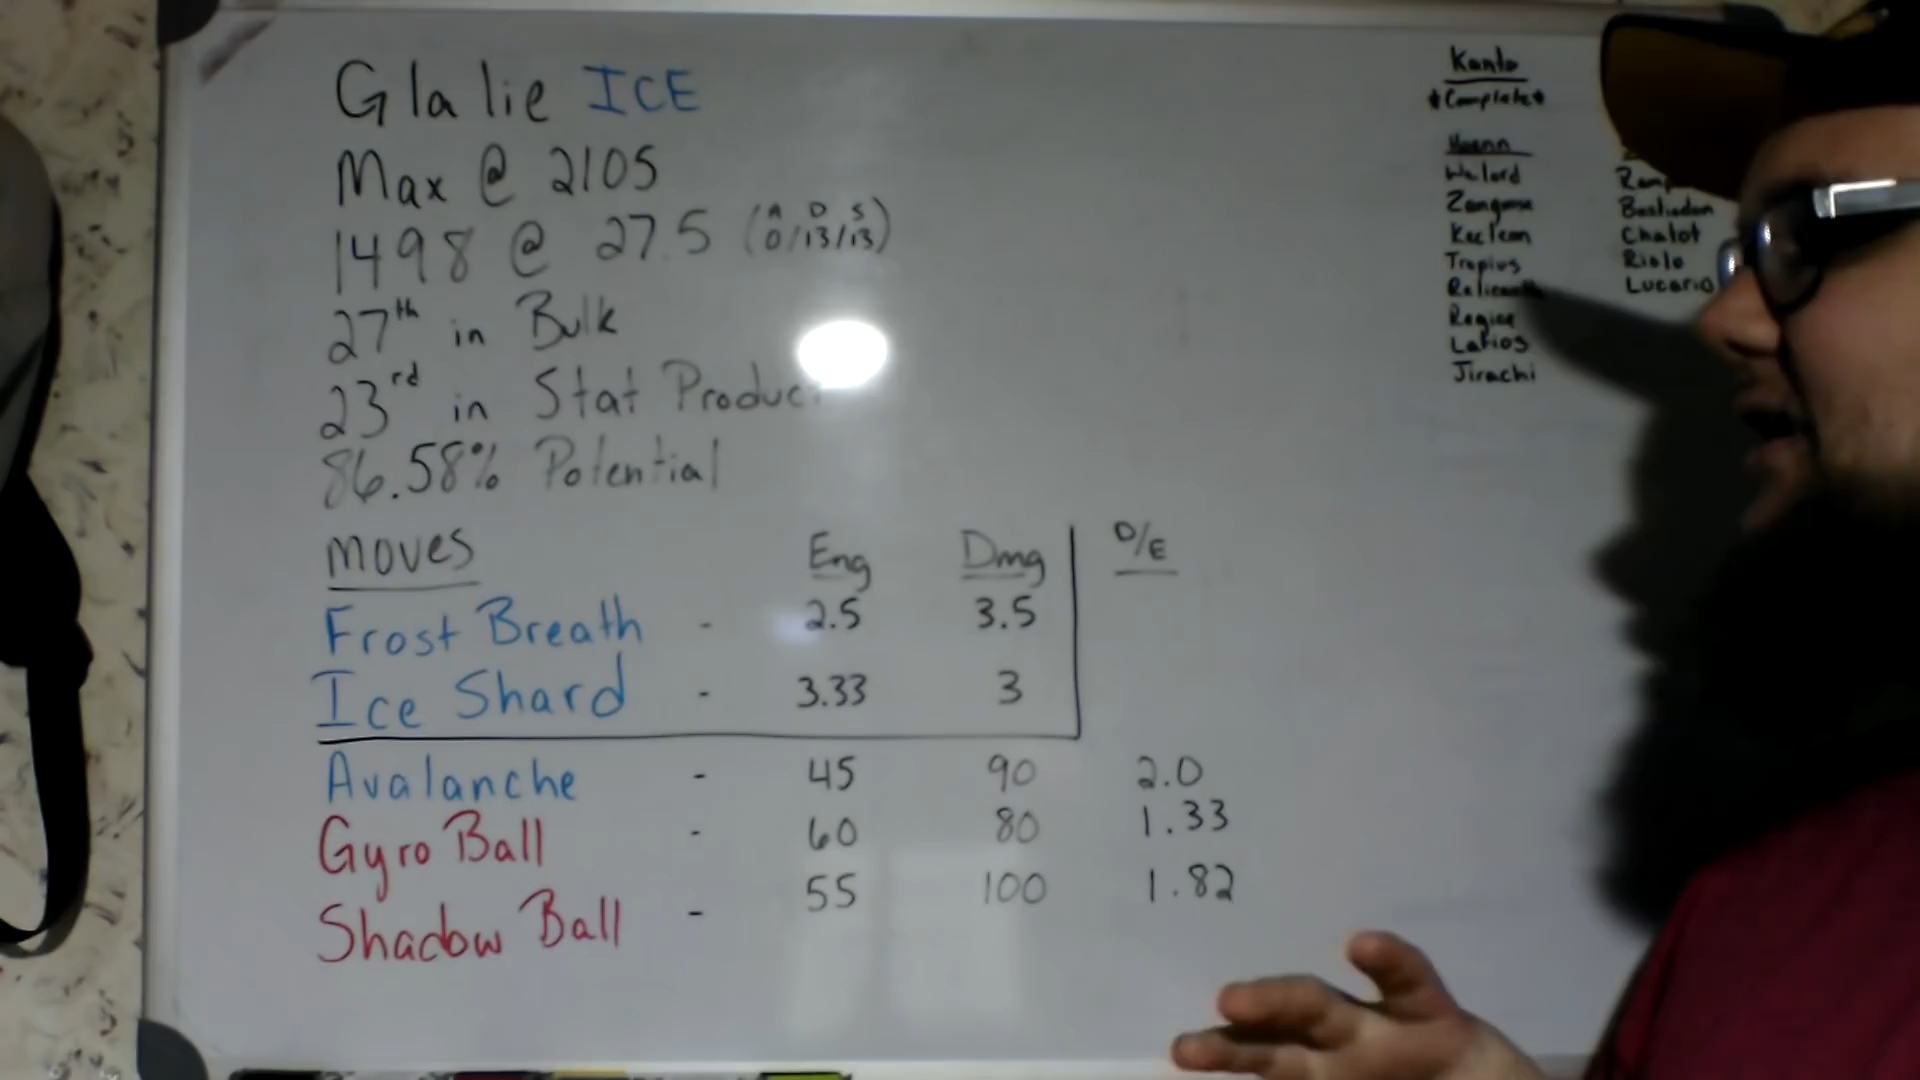 Glalie ICE
Max @ 2105
1498 @ 27.5 (0/13/13)
A D S
27th in Bulk
23rd in Stat Produc
86.58% Potential
Moves Eng Dmg D/E
Frost Breath - 2.5 3.5
Ice Shard - 3.33 3
Avalanche - 45 90 2.0
Gyro Ball - 60 80 1.33
Shadow Ball - 55 100 1.82
Kanto
*Complete*
Hoenn
Wailord
Zangoose
Kecleon
Tropius
Relicanth
Regice
Latios
Jirachi
Bastiodon
Chatot
Riolu
Lucario